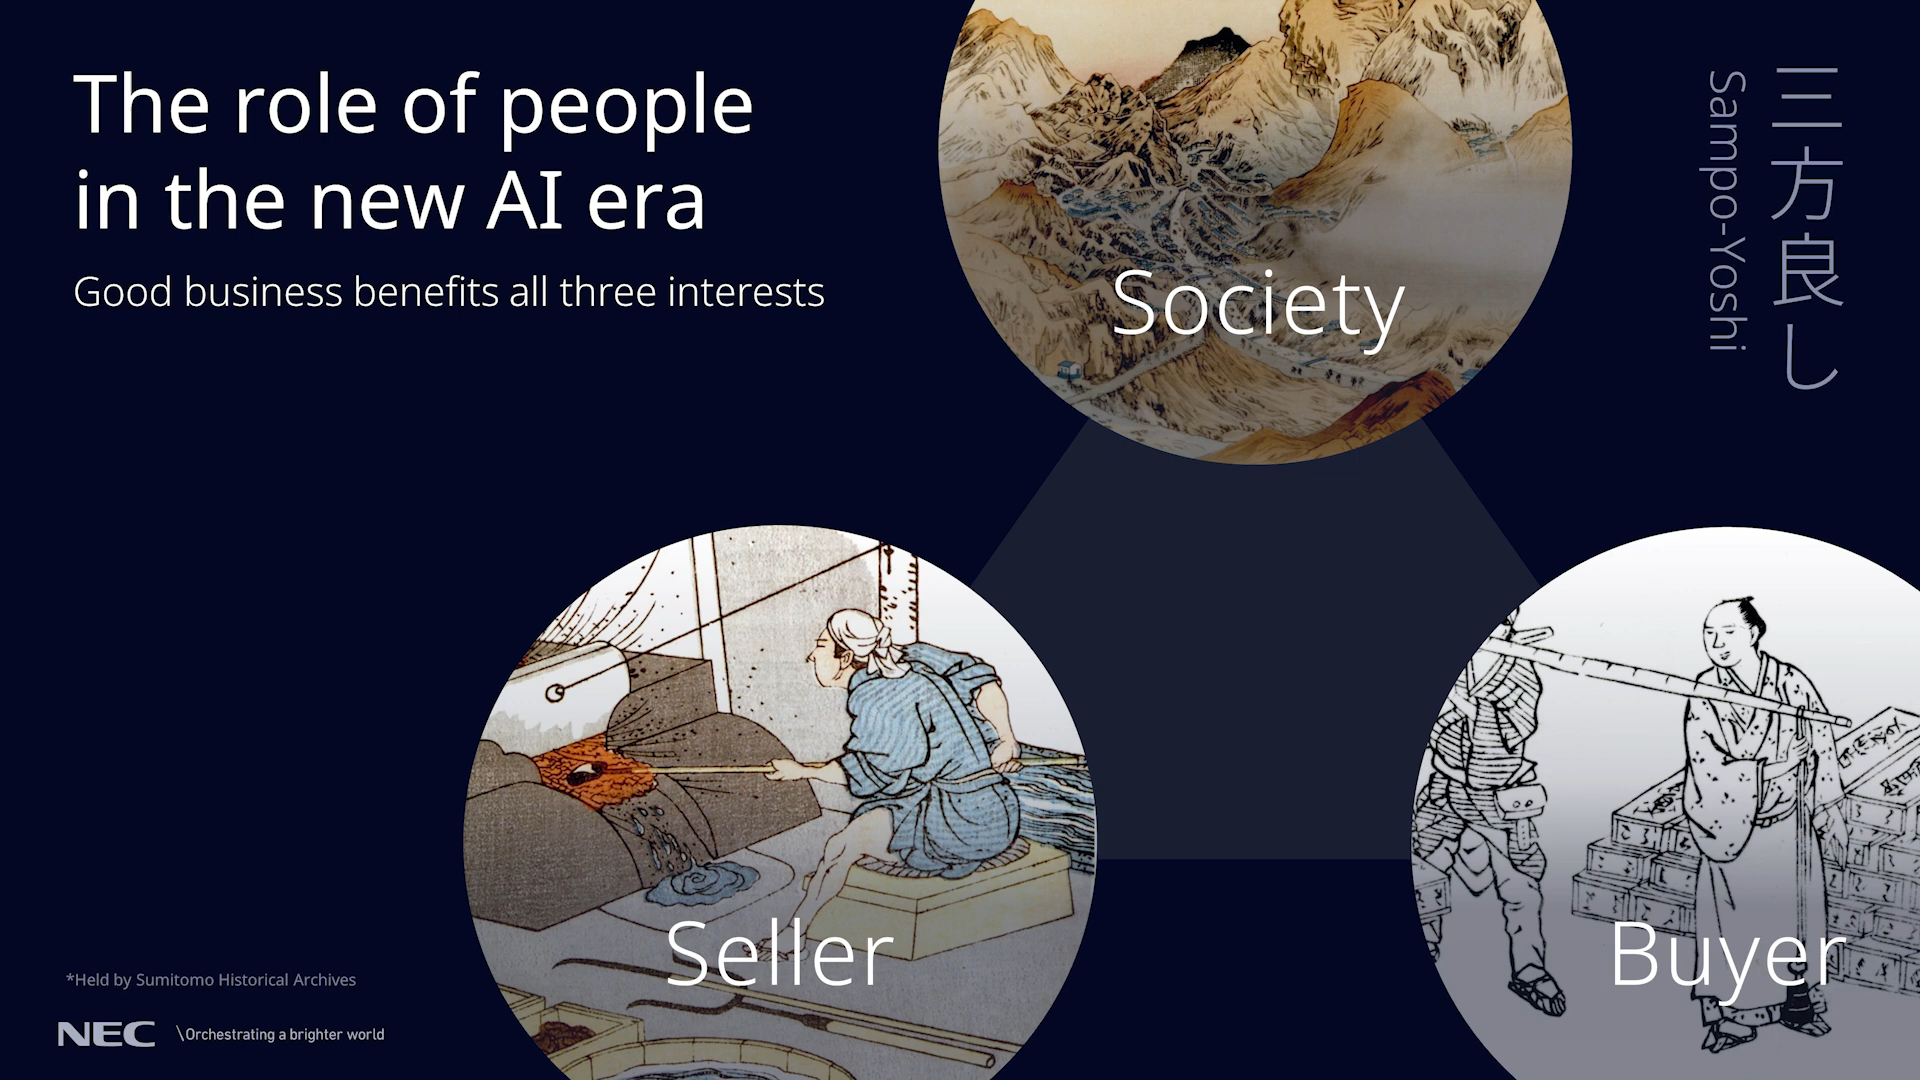 The role of people
in the new AI era
Good business benefits all three interests
三方良し
Sampo-Yoshi
Society
Seller
Buyer
*Held by Sumitomo Historical Archives
NEC
\Orchestrating a brighter world